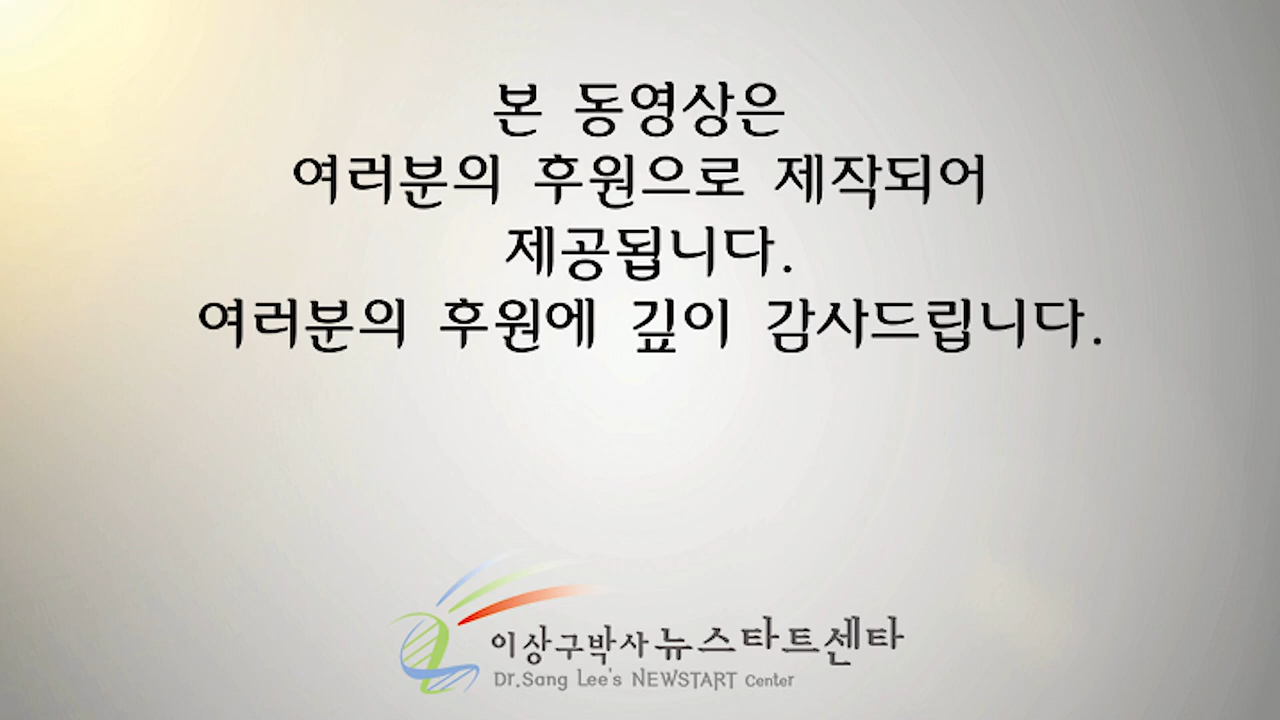 본 동영상은
여러분의 후원으로 제작되어
제공됩니다.
여러분의 후원에 깊이 감사드립니다.
이상구박사 뉴스타트센타
Dr.Sang Lee's NEWSTART Center